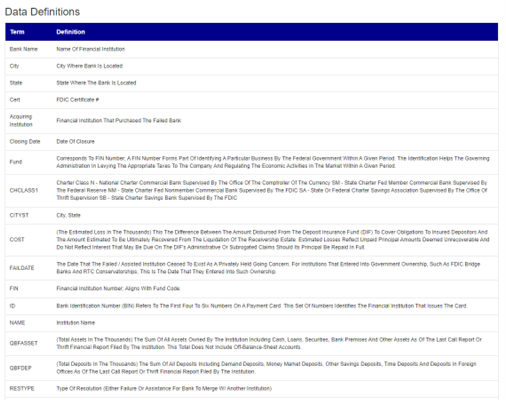 Data Definitions
Term Definition
Bank Name Name Of Financial Institution
City City Where Bank Is Located
State State Where The Bank Is Located
Cert FDIC Certificate #
Acquiring
Institution Financial Institution That Purchased The Failed Bank
Closing Date Date Of Closure
Fund Corresponds To FIN Number; A FIN Number Forms Part Of Identifying A Particular Business By The Federal Government Within A Given Period. The Identification Helps The Governing
Administration In Levying The Appropriate Taxes To The Company And Regulating The Economic Activities In The Market Within A Given Period.
CHCLASS1 Charter Class N - National Charter Commercial Bank Supervised By The Office Of The Comptroller Of The Currency SM - State Charter Fed Member Commercial Bank Supervised By
The Federal Reserve NM - State Charter Fed Nonmember Commercial Bank Supervised By The FDIC SA - State Or Federal Charter Savings Association Supervised By The Office Of
Thrift Supervision SB - State Charter Savings Bank Supervised By The FDIC
CITYST City, State
COST (The Estimated Loss In The Thousands) This The Difference Between The Amount Disbursed From The Deposit Insurance Fund (DIF) To Cover Obligations To Insured Depositors And
The Amount Estimated To Be Ultimately Recovered From The Liquidation Of The Receivership Estate. Estimated Losses Reflect Unpaid Principal Amounts Deemed Unrecoverable And
Do Not Reflect Interest That May Be Due On The DIF's Administrative Or Subrogated Claims Should Its Principal Be Repaid In Full.
FAILDATE The Date That The Failed / Assisted Institution Ceased To Exist As A Privately Held Going Concern. For Institutions That Entered Into Government Ownership, Such As FDIC Bridge
Banks And RTC Conservatorships, This Is The Date That They Entered Into Such Ownership.
FIN Financial Institution Number; Aligns With Fund Code
ID Bank Identification Number (BIN) Refers To The First Four To Six Numbers On A Payment Card. This Set Of Numbers Identifies The Financial Institution That Issues The Card.
NAME Institution Name
QBFASSET (Total Assets In The Thousands) The Sum Of All Assets Owned By The Institution Including Cash, Loans, Securities, Bank Premises And Other Assets As Of The Last Call Report Or
Thrift Financial Report Filed By The Institution. This Total Does Not Include Off-Balance-Sheet Accounts.
QBFDEP (Total Deposits In The Thousands) The Sum Of All Deposits Including Demand Deposits, Money Market Deposits, Other Savings Deposits, Time Deposits And Deposits In Foreign
Offices As Of The Last Call Report Or Thrift Financial Report Filed By The Institution.
RESTYPE Type Of Resolution (Either Failure Or Assistance For Bank To Merge W/ Another Institution)